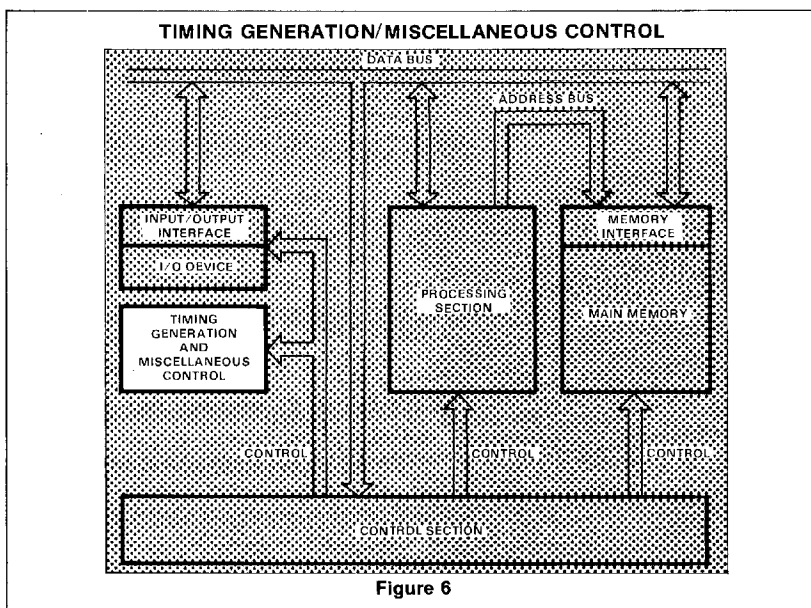 TIMING GENERATION/MISCELLANEOUS CONTROL
DATA BUS
ADDRESS BUS
INPUT/OUTPUT
INTERFACE
I/O DEVICE
TIMING
GENERATION
AND
MISCELLANEOUS
CONTROL
PROCESSING
SECTION
MEMORY
INTERFACE
MAIN MEMORY
CONTROL
CONTROL
CONTROL
CONTROL SECTION
Figure 6